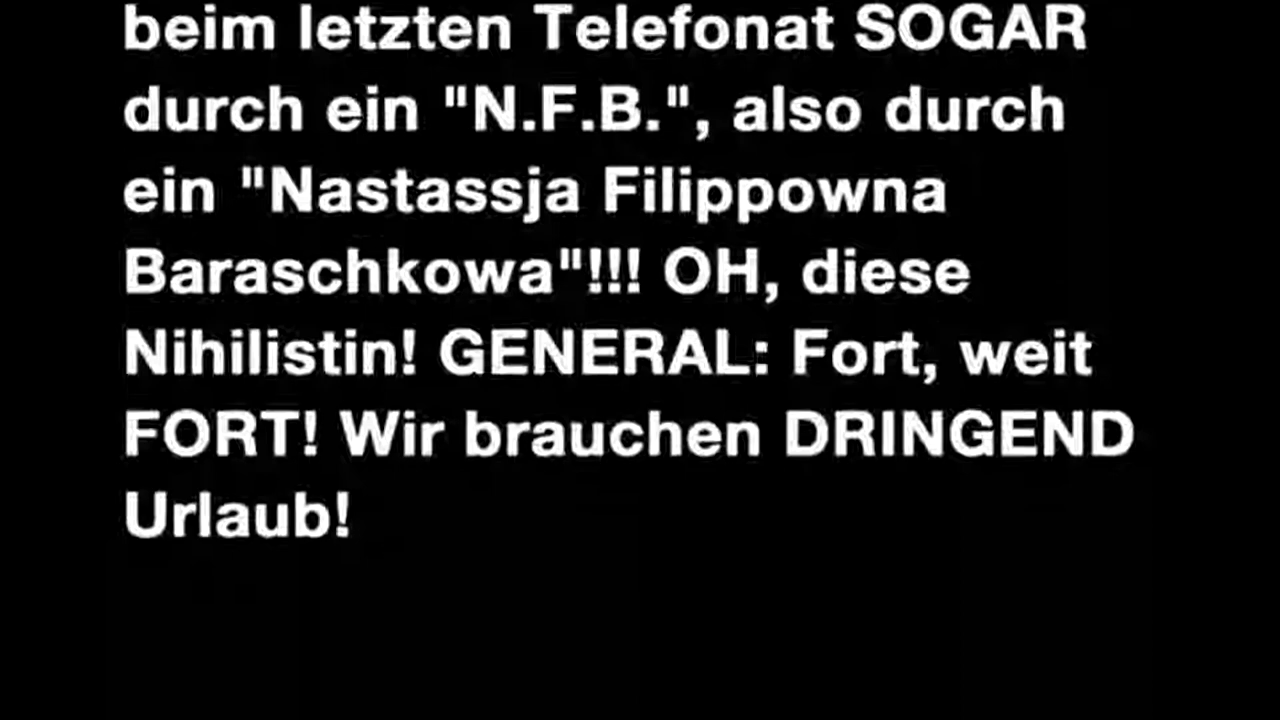 beim letzten Telefonat SOGAR
durch ein "N.F.B.", also durch
ein "Nastassja Filippowna
Baraschkowa"!!! OH, diese
Nihilistin! GENERAL: Fort, weit
FORT! Wir brauchen DRINGEND
Urlaub!